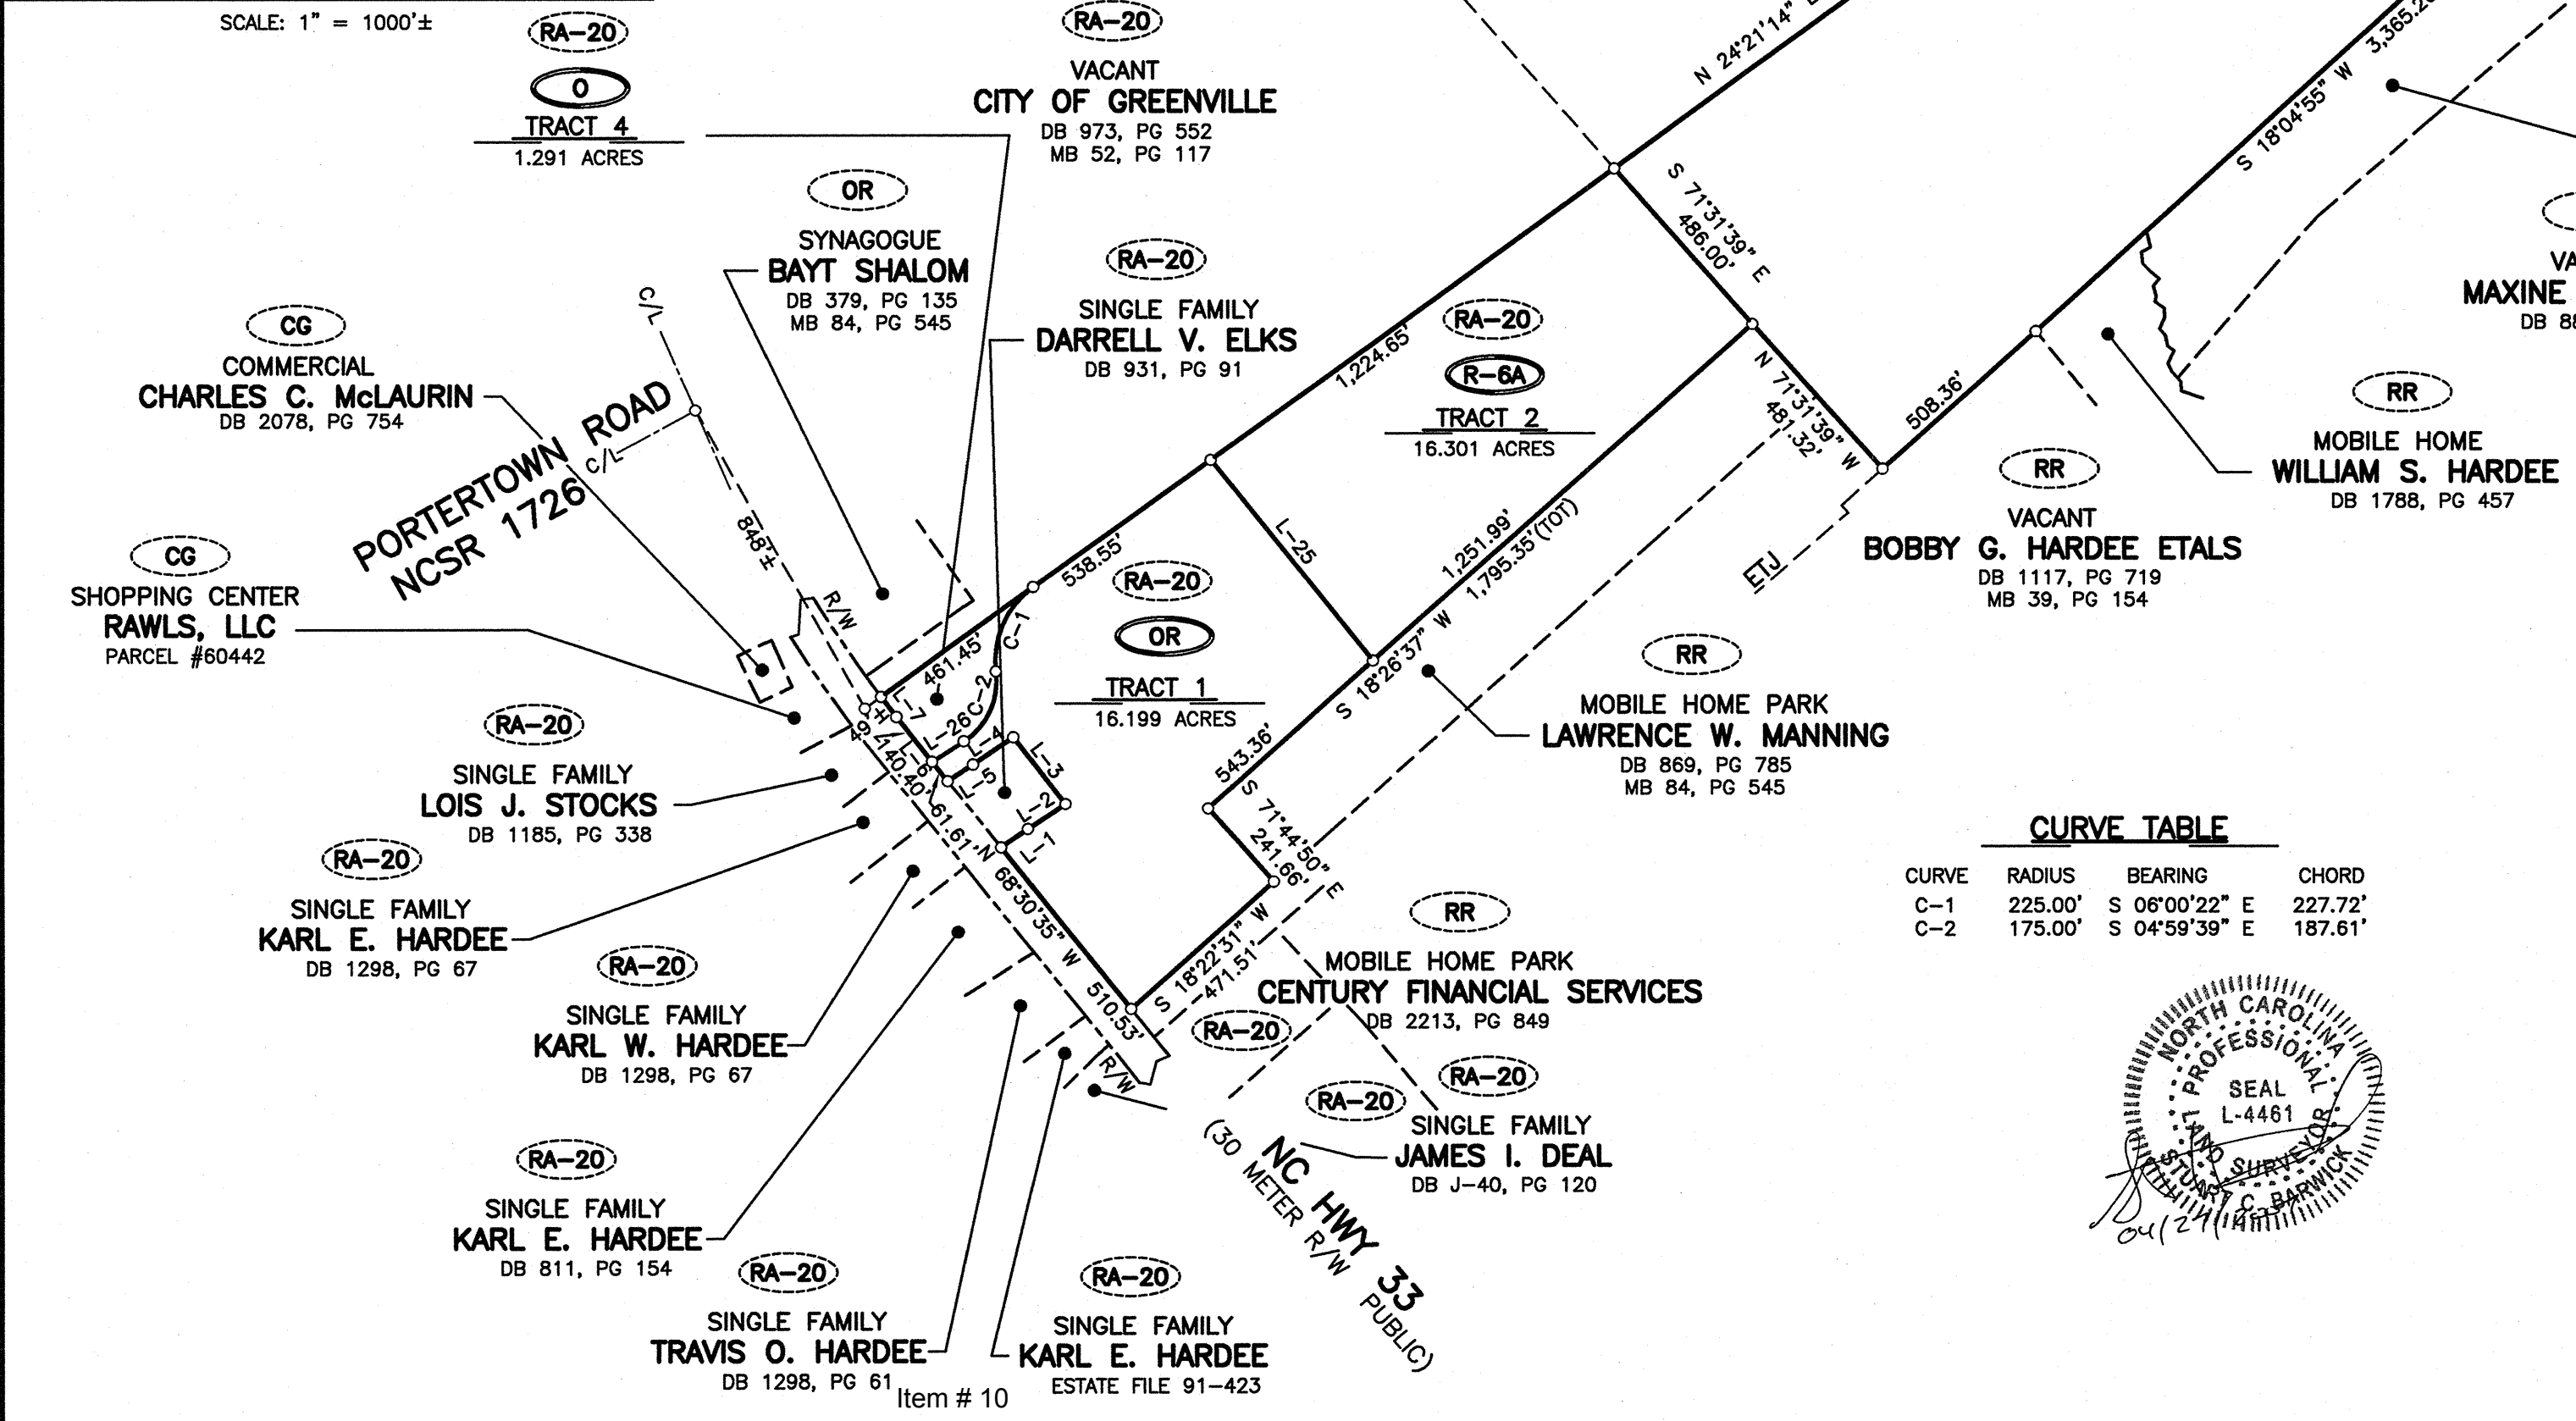 SCALE: 1" = 1000'±
RA-20
O
TRACT 4
1.291 ACRES
RA-20
VACANT
CITY OF GREENVILLE
DB 973, PG 552
MB 52, PG 117
OR
SYNAGOGUE
BAYT SHALOM
DB 379, PG 135
MB 84, PG 545
RA-20
SINGLE FAMILY
DARRELL V. ELKS
DB 931, PG 91
CG
COMMERCIAL
CHARLES C. McLAURIN
DB 2078, PG 754
PORTERTOWN ROAD
NCSR 1726
C/L
C/L
848'±
R/W
CG
SHOPPING CENTER
RAWLS, LLC
PARCEL #60442
RA-20
SINGLE FAMILY
LOIS J. STOCKS
DB 1185, PG 338
RA-20
SINGLE FAMILY
KARL E. HARDEE
DB 1298, PG 67
RA-20
SINGLE FAMILY
KARL W. HARDEE
DB 1298, PG 67
RA-20
SINGLE FAMILY
KARL E. HARDEE
DB 811, PG 154
RA-20
SINGLE FAMILY
TRAVIS O. HARDEE
DB 1298, PG 61
Item # 10
RA-20
SINGLE FAMILY
KARL E. HARDEE
ESTATE FILE 91-423
N 24°21'14"
S 18°04'55" W
S 71°31'39" E
486.00'
1,224.65'
RA-20
R-6A
TRACT 2
16.301 ACRES
N 71°31'39" W
481.32'
508.36'
538.55'
L-25
1,251.99'
1,795.35'(TOT)
S 18°26'37" W
543.36'
RA-20
OR
TRACT 1
16.199 ACRES
461.45'
C-1
C-2
L-7
L-26
L-4
L-5
L-6
L-3
L-2
L-1
140.40'
61.61'
N 68°30'35" W
510.53'
S 71°44'50" E
241.66'
S 18°22'31" W
471.51'
R/W
ETJ
VA
MAXINE
DB 88
RR
MOBILE HOME
WILLIAM S. HARDEE
DB 1788, PG 457
RR
VACANT
BOBBY G. HARDEE ETALS
DB 1117, PG 719
MB 39, PG 154
RR
MOBILE HOME PARK
LAWRENCE W. MANNING
DB 869, PG 785
MB 84, PG 545
RR
MOBILE HOME PARK
CENTURY FINANCIAL SERVICES
DB 2213, PG 849
RA-20
RA-20
RA-20
SINGLE FAMILY
JAMES I. DEAL
DB J-40, PG 120
NC HWY 33
(30 METER R/W PUBLIC)
CURVE TABLE
CURVE RADIUS BEARING CHORD
C-1 225.00' S 06°00'22" E 227.72'
C-2 175.00' S 04°59'39" E 187.61'
NORTH CAROLINA
PROFESSIONAL
SEAL
L-4461
LAND SURVEYOR
STUART C. BARWICK